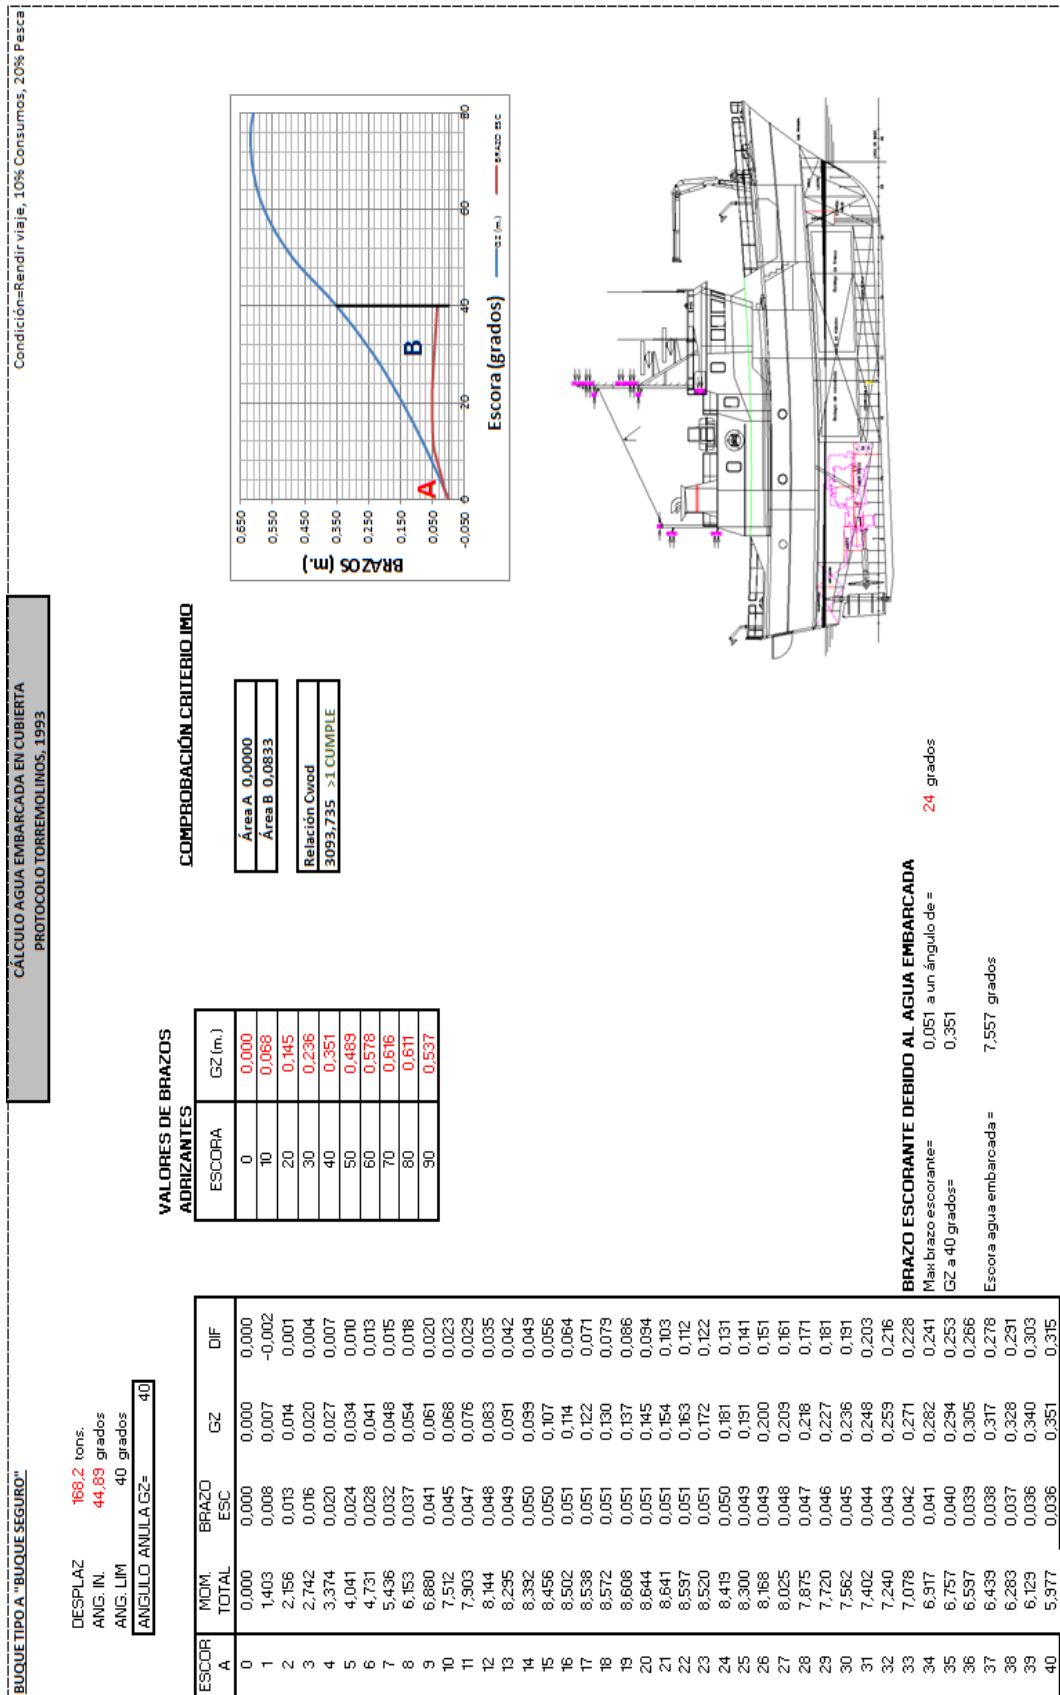 CÁLCULO AGUA EMBARCADA EN CUBIERTA
PROTOCOLO TORREMOLINOS, 1993
Condición=Rendir viaje, 10% Consumos, 20% Pesca
BUQUE TIPO A "BUQUE SEGURO"
DESPLAZ 168,2 tons.
ANG. IN. 44,89 grados
ANG. LIM 40 grados
ANGULO ANULA GZ= 40
ESCORA MOM. TOTAL BRAZO ESC GZ DIF
0 0,0000 0,000 0,000 0,0000
1 1,403 0,008 0,007 -0,002
2 2,156 0,013 0,014 0,001
3 2,742 0,016 0,020 0,004
4 3,374 0,020 0,027 0,007
5 4,041 0,024 0,034 0,010
6 4,731 0,028 0,041 0,013
7 5,436 0,032 0,048 0,015
8 6,153 0,037 0,054 0,018
9 6,880 0,041 0,061 0,020
10 7,512 0,045 0,068 0,023
11 7,903 0,047 0,076 0,029
12 8,144 0,048 0,083 0,035
13 8,295 0,049 0,091 0,042
14 8,392 0,050 0,099 0,049
15 8,456 0,050 0,107 0,056
16 8,502 0,051 0,114 0,064
17 8,538 0,051 0,122 0,071
18 8,572 0,051 0,130 0,079
19 8,608 0,051 0,137 0,086
20 8,644 0,051 0,145 0,094
21 8,641 0,051 0,154 0,103
22 8,597 0,051 0,163 0,112
23 8,520 0,051 0,172 0,122
24 8,419 0,050 0,181 0,131
25 8,300 0,049 0,191 0,141
26 8,168 0,049 0,200 0,151
27 8,025 0,048 0,209 0,161
28 7,875 0,047 0,218 0,171
29 7,720 0,046 0,227 0,181
30 7,562 0,045 0,236 0,191
31 7,402 0,044 0,248 0,203
32 7,240 0,043 0,259 0,216
33 7,078 0,042 0,271 0,228
34 6,917 0,041 0,282 0,241
35 6,757 0,040 0,294 0,253
36 6,597 0,039 0,305 0,266
37 6,439 0,038 0,317 0,278
38 6,283 0,037 0,328 0,291
39 6,129 0,036 0,340 0,303
40 5,977 0,036 0,351 0,315
VALORES DE BRAZOS
ADRIZANTES
ESCORA GZ (m.)
0 0,000
10 0,068
20 0,145
30 0,236
40 0,351
50 0,489
60 0,578
70 0,616
80 0,611
90 0,537
COMPROBACIÓN CRITERIO IMO
Área A 0,0000
Área B 0,0833
Relación Cwod
3093,735 >1 CUMPLE
BRAZOS (m.)
0,650
0,550
0,450
0,350
0,250
0,150
0,050
-0,050
A
B
0 20 40 60 80
Escora (grados)
GZ (m.)
BRAZO ESC
BRAZO ESCORANTE DEBIDO AL AGUA EMBARCADA
Max brazo escorante= 0,051 a un ángulo de = 24 grados
GZ a 40 grados= 0,351
Escora agua embarcada = 7,557 grados